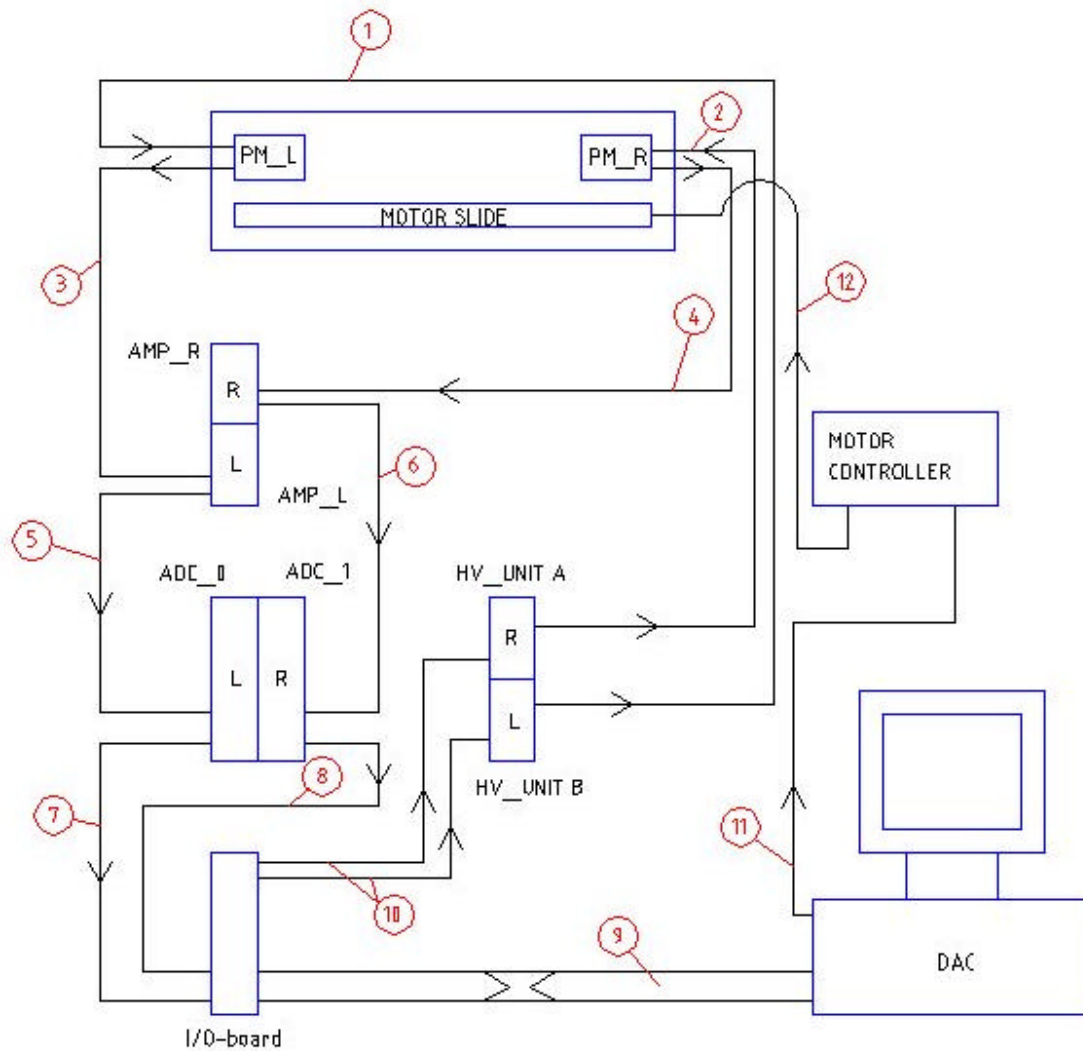 1
2
PM_L
PM_R
MOTOR SLIDE
3
12
4
AMP_R
R
MOTOR
CONTROLLER
L
6
AMP_L
5
ADC_0
ADC_1
HV_UNIT A
R
L
R
L
8
HV_UNIT B
7
11
10
9
DAC
I/O-board